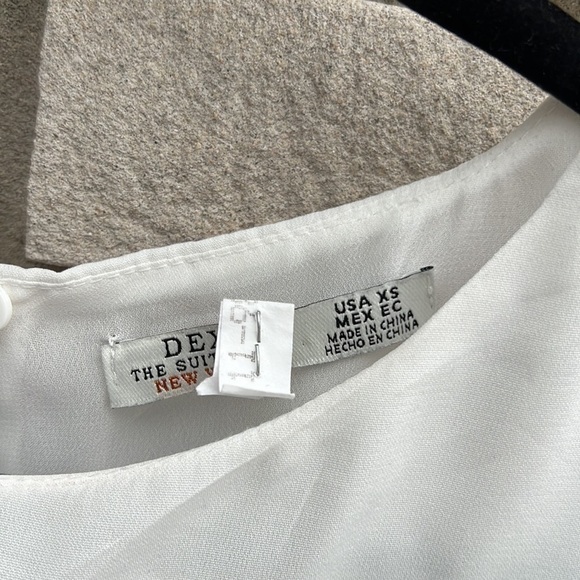 DEX
THE SUIT
NEW
USA XS
MEX EC
MADE IN CHINA
HECHO EN CHINA